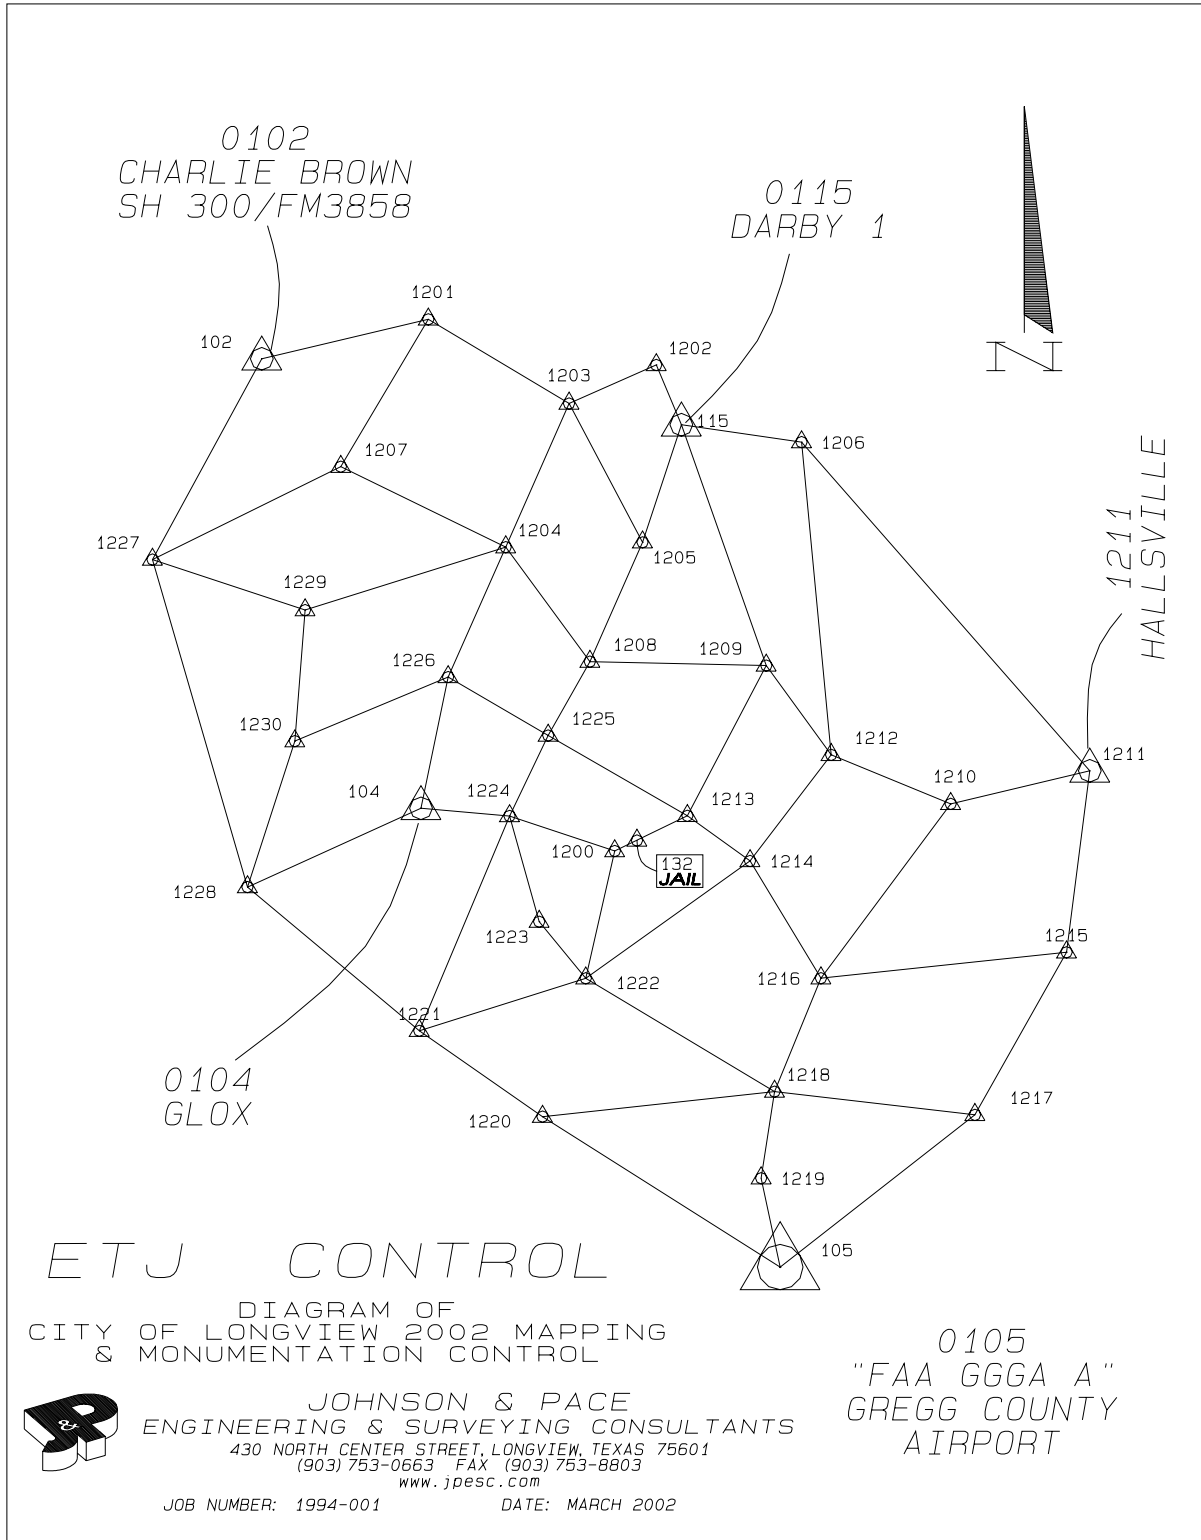 0102
CHARLIE BROWN
SH 300/FM3858
0115
DARBY 1
1201
102
1202
1203
115
1206
1207
1211
HALLSVILLE
N
1204
1227
1205
1229
1208
1209
1226
1225
1230
1212
1211
1210
104
1224
1213
1200
132
JAIL
1214
1228
1223
1215
1222
1216
1221
0104
GLOX
1218
1217
1220
1219
105
ETJ CONTROL
DIAGRAM OF
CITY OF LONGVIEW 2002 MAPPING
& MONUMENTATION CONTROL
0105
"FAA GGGA A"
GREGG COUNTY
AIRPORT
J&P
JOHNSON & PACE
ENGINEERING & SURVEYING CONSULTANTS
430 NORTH CENTER STREET, LONGVIEW, TEXAS 75601
(903) 753-0663 FAX (903) 753-8803
www.jpesc.com
JOB NUMBER: 1994-001 DATE: MARCH 2002